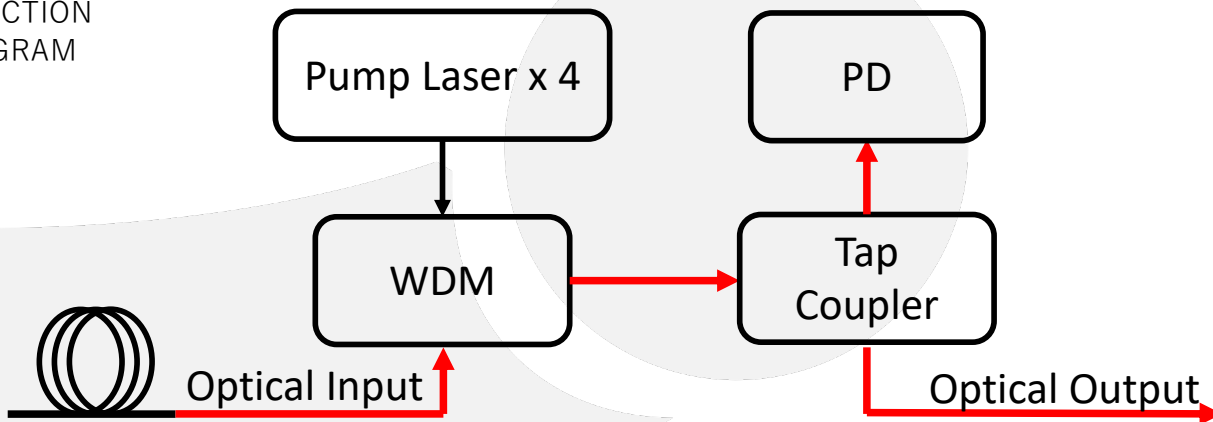 CTION
GRAM
Pump Laser x 4
PD
WDM
Tap
Coupler
Optical Input
Optical Output